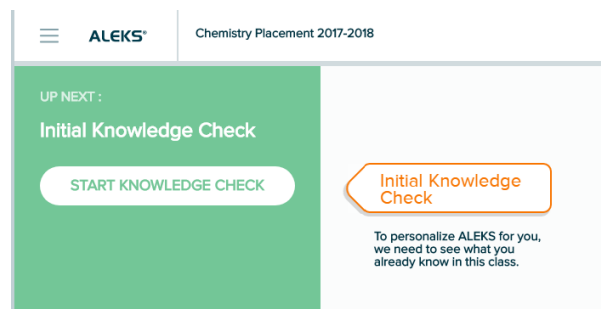 ALEKS®
Chemistry Placement 2017-2018
UP NEXT :
Initial Knowledge Check
START KNOWLEDGE CHECK
Initial Knowledge
Check
To personalize ALEKS for you,
we need to see what you
already know in this class.